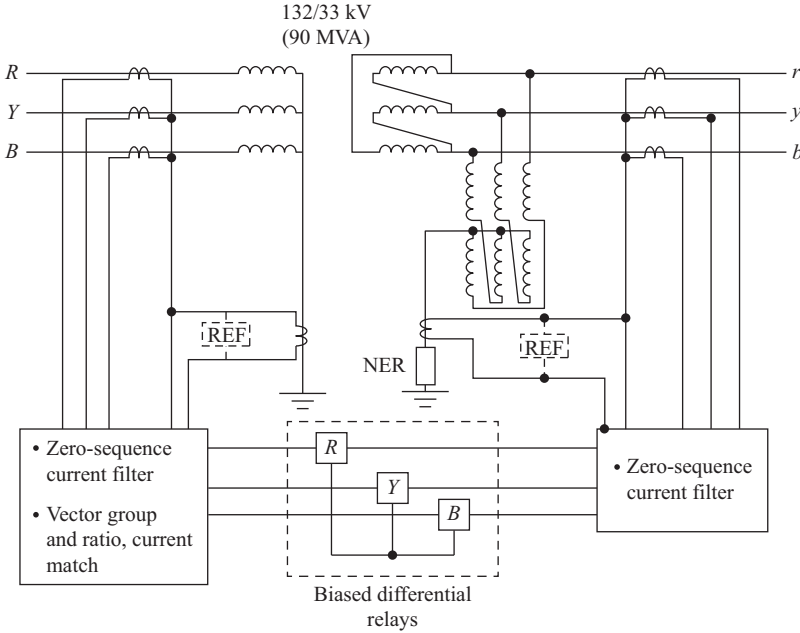 132/33 kV
(90 MVA)
R
r
Y
y
B
b
REF
REF
NER
• Zero-sequence
current filter
• Vector group
and ratio, current
match
R
Y
B
• Zero-sequence
current filter
Biased differential
relays